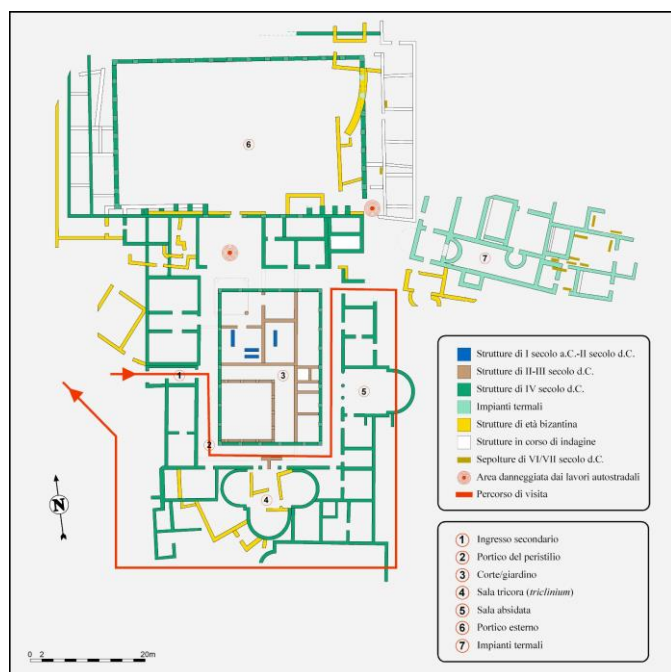 6
7
1
3
5
2
4
N
0 2 20m
Strutture di I secolo a.C.-II secolo d.C.
Strutture di II-III secolo d.C.
Strutture di IV secolo d.C.
Impianti termali
Strutture di età bizantina
Strutture in corso di indagine
Sepolture di VI/VII secolo d.C.
Area danneggiata dai lavori autostradali
Percorso di visita
1 Ingresso secondario
2 Portico del peristilio
3 Corte/giardino
4 Sala tricora (triclinium)
5 Sala absidata
6 Portico esterno
7 Impianti termali